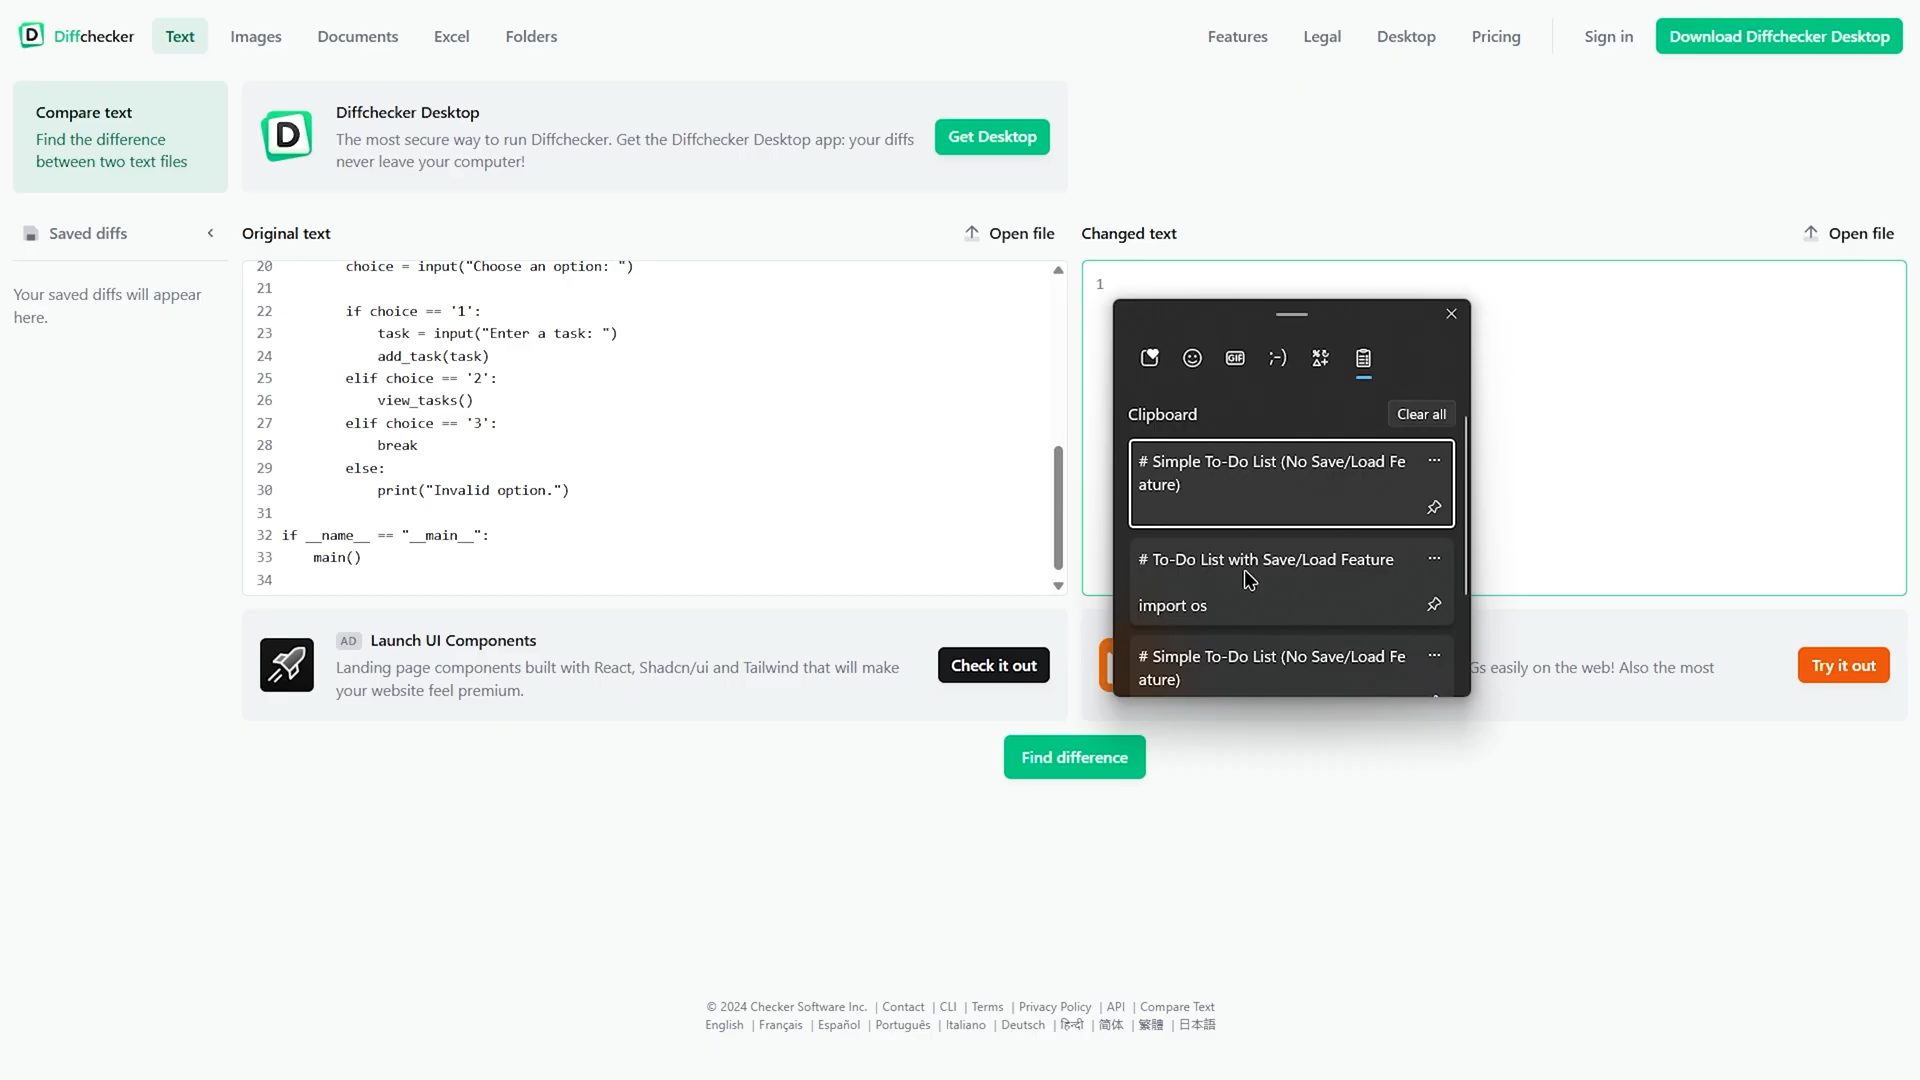 Diffchecker
Text
Images
Documents
Excel
Folders
Features
Legal
Desktop
Pricing
Sign in
Download Diffchecker Desktop
Compare text
Find the difference
between two text files
Diffchecker Desktop
The most secure way to run Diffchecker. Get the Diffchecker Desktop app: your diffs
never leave your computer!
Get Desktop
Saved diffs
Your saved diffs will appear
here.
Original text
Open file
20 choice = input("Choose an option: ")
21
22 if choice == '1':
23 task = input("Enter a task: ")
24 add_task(task)
25 elif choice == '2':
26 view_tasks()
27 elif choice == '3':
28 break
29 else:
30 print("Invalid option.")
31
32 if __name__ == "__main__":
33 main()
34
Changed text
Open file
1
GIF
;-)
Clipboard
Clear all
# Simple To-Do List (No Save/Load Fe
ature)
# To-Do List with Save/Load Feature
import os
# Simple To-Do List (No Save/Load Fe
ature)
AD Launch UI Components
Landing page components built with React, Shadcn/ui and Tailwind that will make
your website feel premium.
Check it out
Gs easily on the web! Also the most
Try it out
Find difference
© 2024 Checker Software Inc. | Contact | CLI | Terms | Privacy Policy | API | Compare Text
English | Français | Español | Português | Italiano | Deutsch | हिन्दी | 简体 | 繁體 | 日本語